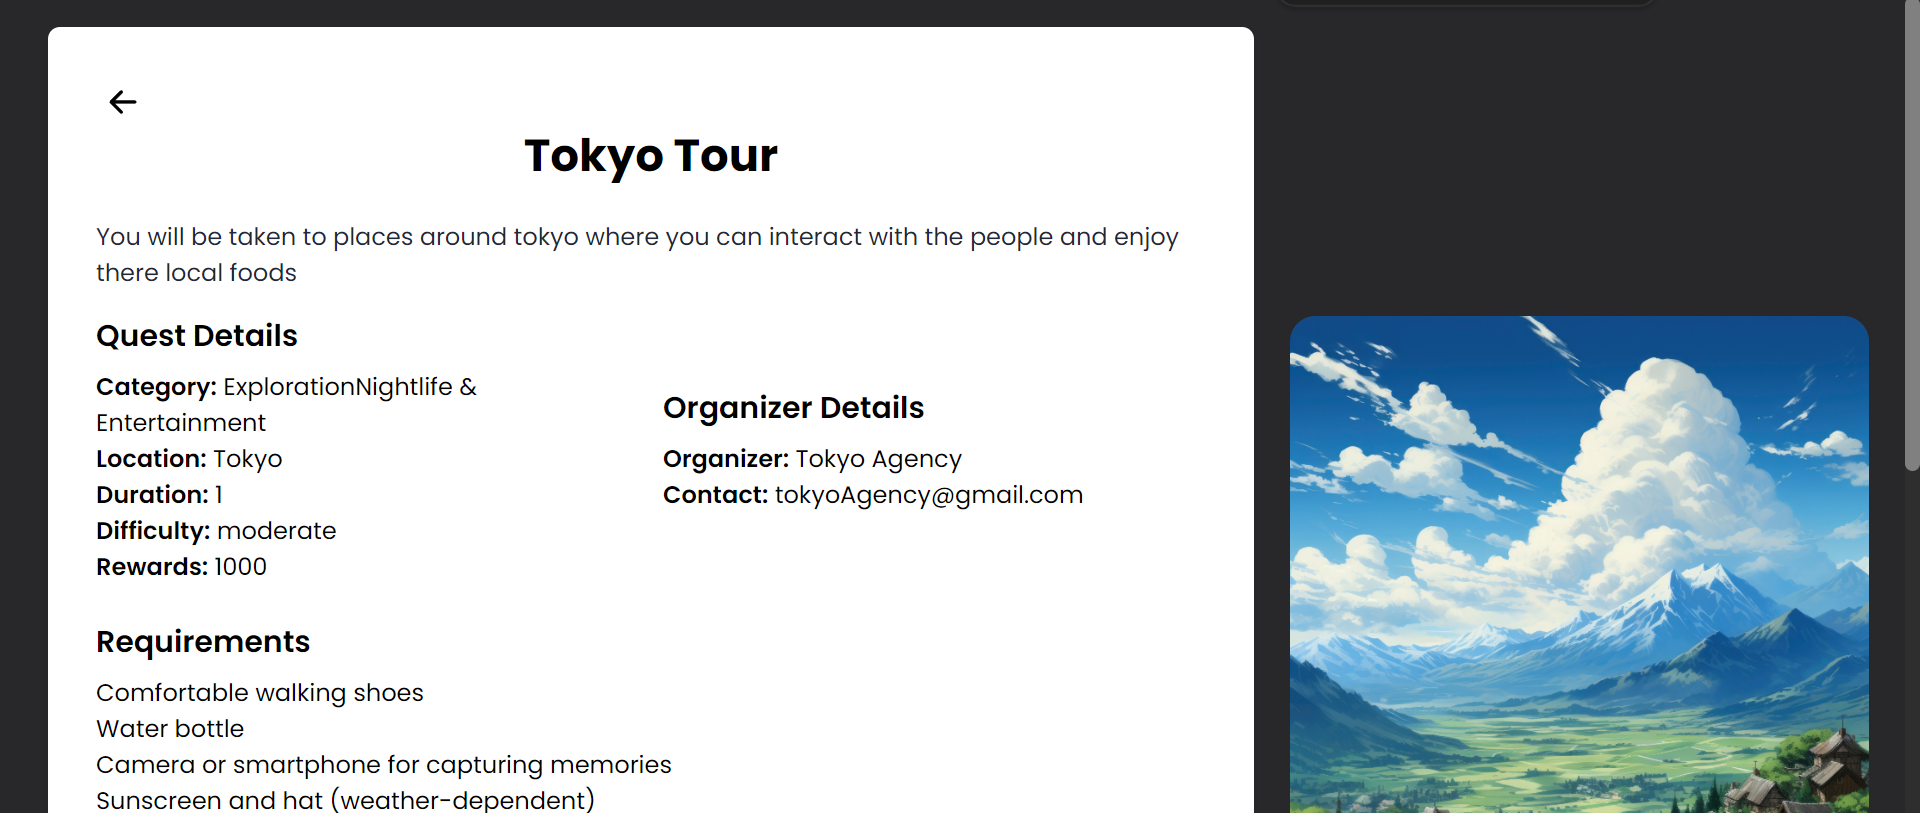 Tokyo Tour
You will be taken to places around tokyo where you can interact with the people and enjoy
there local foods
Quest Details
Category: ExplorationNightlife &
Entertainment
Location: Tokyo
Duration: 1
Difficulty: moderate
Rewards: 1000
Organizer Details
Organizer: Tokyo Agency
Contact: tokyoAgency@gmail.com
Requirements
Comfortable walking shoes
Water bottle
Camera or smartphone for capturing memories
Sunscreen and hat (weather-dependent)